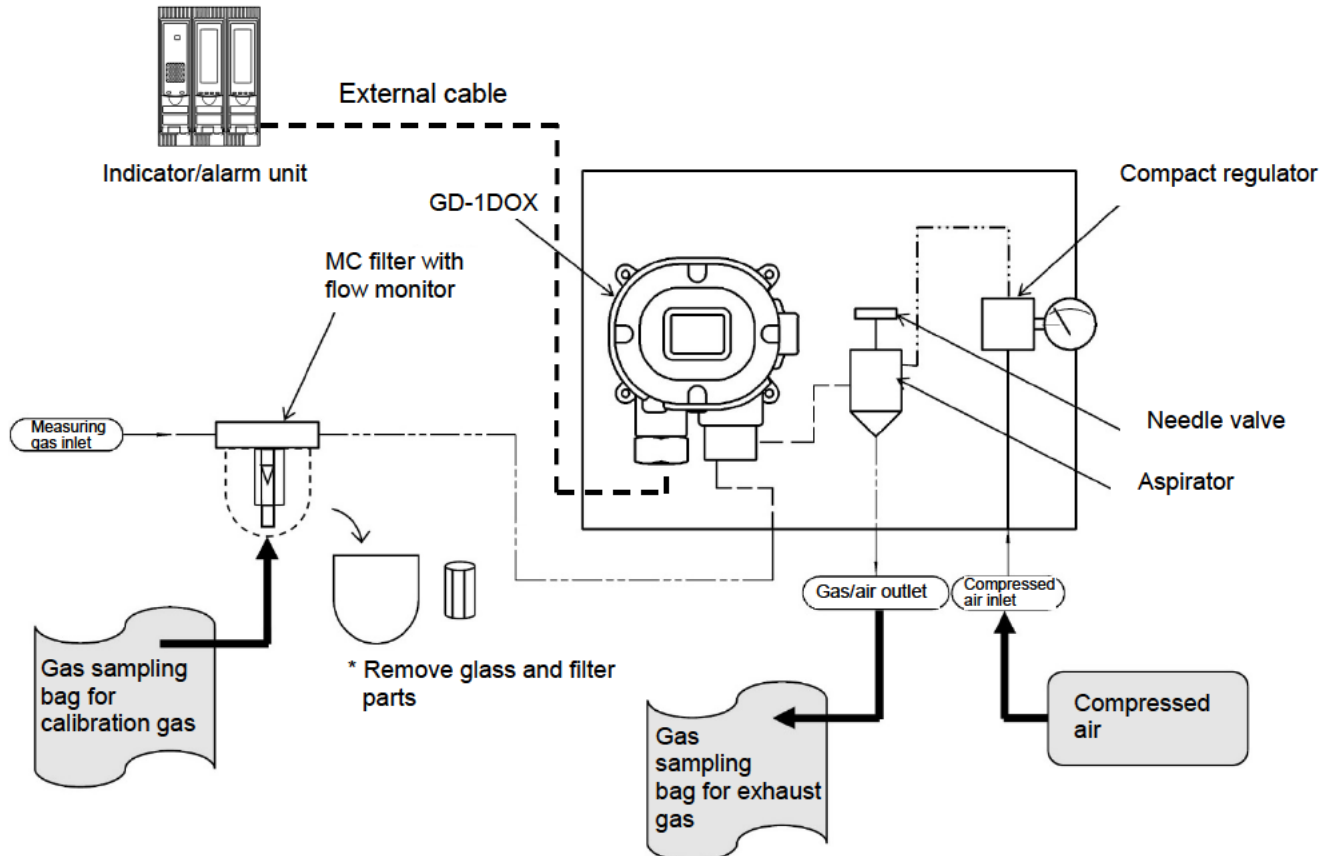 External cable
Indicator/alarm unit
GD-1DOX
Compact regulator
MC filter with
flow monitor
Measuring
gas inlet
Needle valve
Aspirator
Gas/air outlet
Compressed
air inlet
* Remove glass and filter
parts
Gas sampling
bag for
calibration gas
Gas
sampling
bag for exhaust
gas
Compressed
air